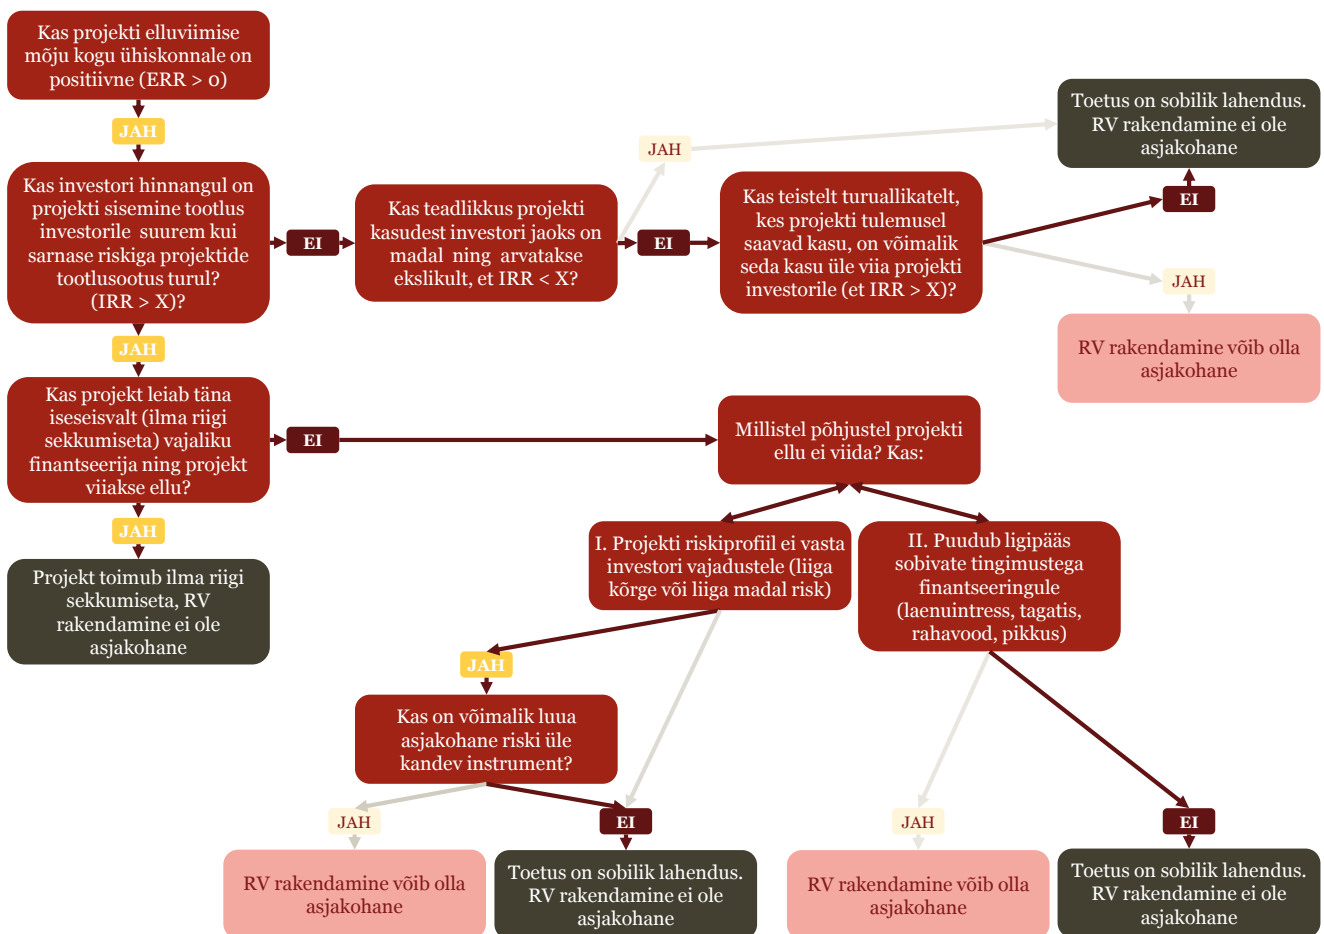 Kas projekti elluviimise
mõju kogu ühiskonnale on
positiivne (ERR > 0)
JAH
Kas investori hinnangul on
projekti sisemine tootlus
investorile suurem kui
sarnase riskiga projektide
tootlusootus turul?
(IRR > X)?
EI
Kas teadlikkus projekti
kasudest investori jaoks on
madal ning arvatakse
ekslikult, et IRR < X?
JAH
EI
Kas teistelt turuallikatelt,
kes projekti tulemusel
saavad kasu, on võimalik
seda kasu üle viia projekti
investorile (et IRR > X)?
Toetus on sobilik lahendus.
RV rakendamine ei ole
asjakohane
EI
JAH
RV rakendamine võib olla
asjakohane
JAH
Kas projekt leiab täna
iseseisvalt (ilma riigi
sekkumiseta) vajaliku
finantseerija ning projekt
viiakse ellu?
EI
Millistel põhjustel projekti
ellu ei viida? Kas:
JAH
Projekt toimub ilma riigi
sekkumiseta, RV
rakendamine ei ole
asjakohane
I. Projekti riskiprofiil ei vasta
investori vajadustele (liiga
kõrge või liiga madal risk)
II. Puudub ligipääs
sobivate tingimustega
finantseeringule
(laenuintress, tagatis,
rahavood, pikkus)
JAH
Kas on võimalik luua
asjakohane riski üle
kandev instrument?
JAH
EI
JAH
EI
RV rakendamine võib olla
asjakohane
Toetus on sobilik lahendus.
RV rakendamine ei ole
asjakohane
RV rakendamine võib olla
asjakohane
Toetus on sobilik lahendus.
RV rakendamine ei ole
asjakohane